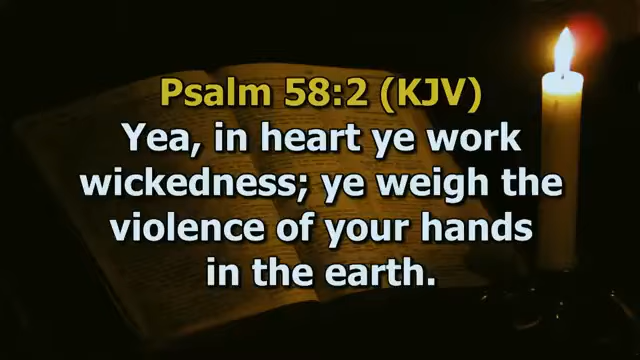 Psalm 58:2 (KJV)
Yea, in heart ye work
wickedness; ye weigh the
violence of your hands
in the earth.